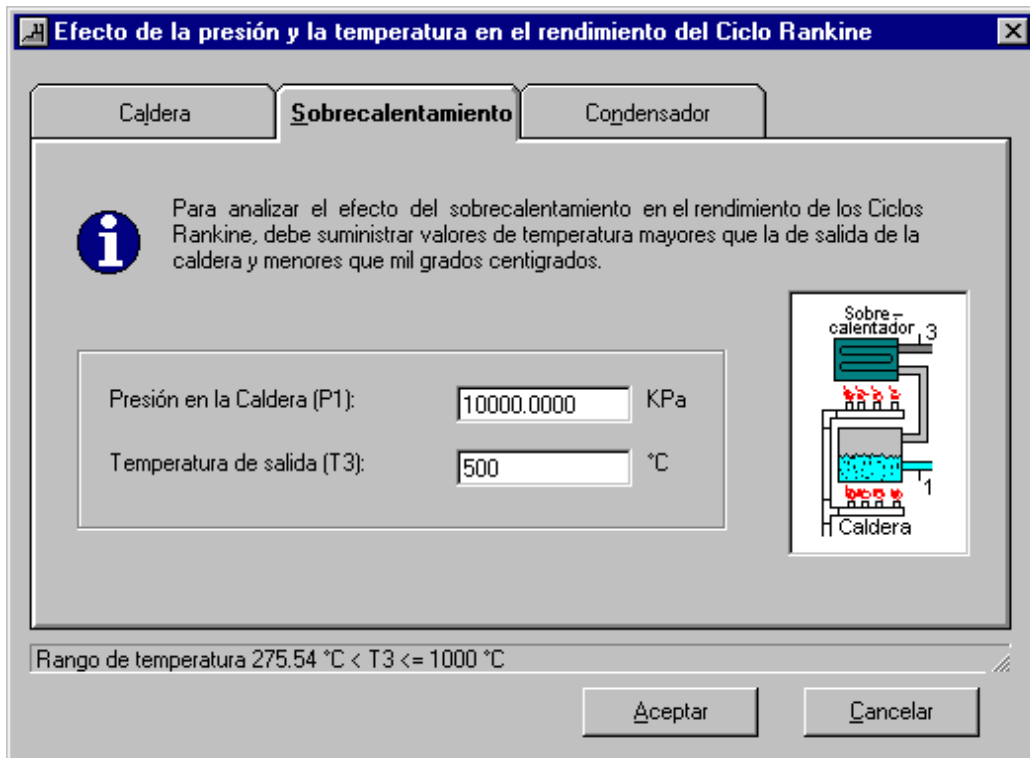 Efecto de la presión y la temperatura en el rendimiento del Ciclo Rankine
Caldera
Sobrecalentamiento
Condensador
Para analizar el efecto del sobrecalentamiento en el rendimiento de los Ciclos
Rankine, debe suministrar valores de temperatura mayores que la de salida de la
caldera y menores que mil grados centigrados.
Sobre-
calentador
3
Presión en la Caldera (P1):
10000.0000
KPa
Temperatura de salida (T3):
500
°C
1
Caldera
Rango de temperatura 275.54 °C < T3 <= 1000 °C
Aceptar
Cancelar